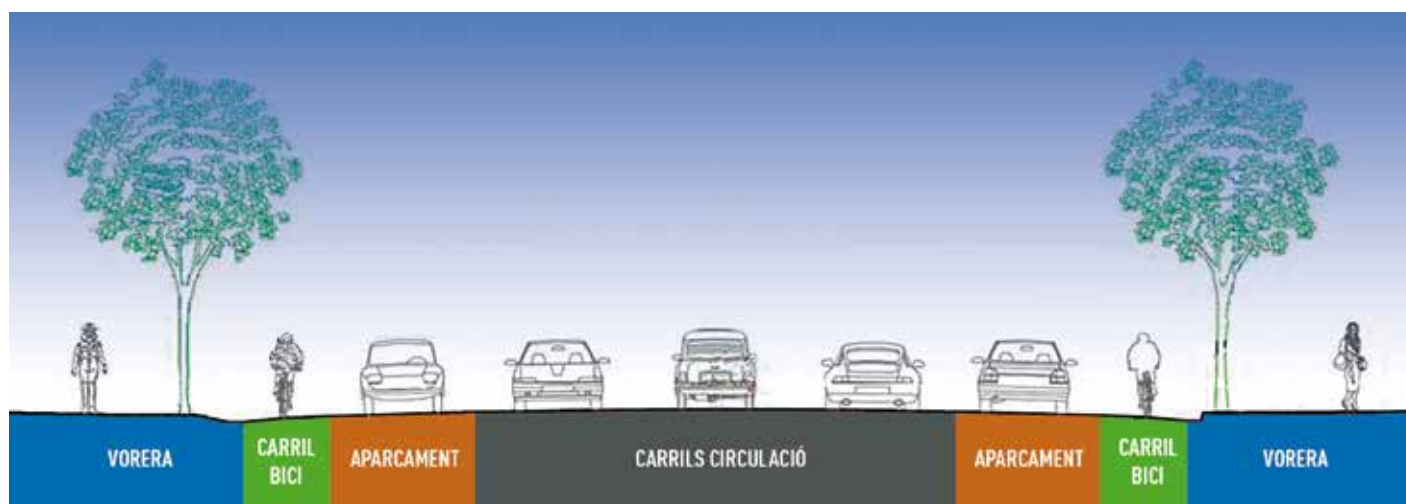 VORERA
CARRIL
BICI
APARCAMENT
CARRILS CIRCULACIÓ
APARCAMENT
CARRIL
BICI
VORERA